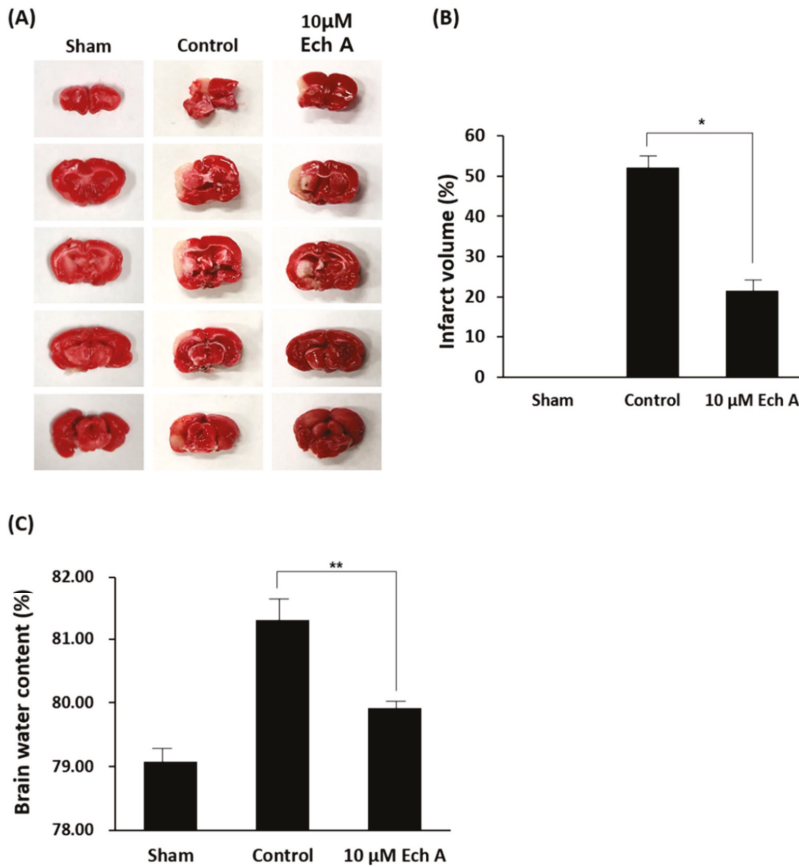 (A)
Sham
Control
10μM
Ech A
(B)
*
Infarct volume (%)
60
50
40
30
20
10
0
Sham
Control
10 μM Ech A
(C)
**
Brain water content (%)
82.00
81.00
80.00
79.00
78.00
Sham
Control
10 μM Ech A